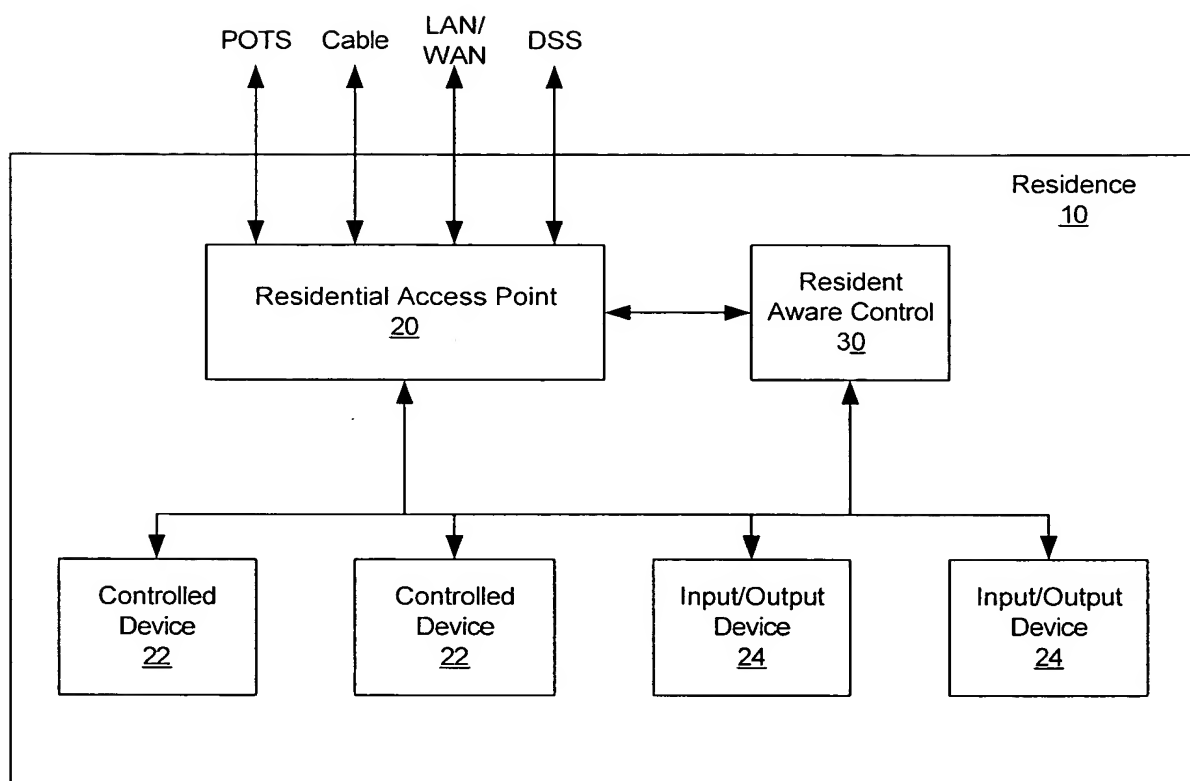 POTS
Cable
LAN/
WAN
DSS
Residence
10
Residential Access Point
20
Resident
Aware Control
30
Controlled
Device
22
Controlled
Device
22
Input/Output
Device
24
Input/Output
Device
24